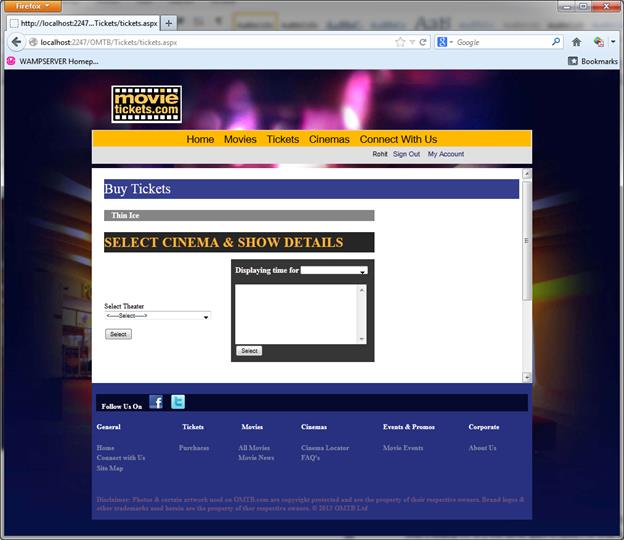 Firefox
http://localhost:2247...Tickets/tickets.aspx
localhost:2247/OMTB/Tickets/tickets.aspx
Google
WAMPSERVER Homep...
Bookmarks
movie
tickets.com
Home Movies Tickets Cinemas Connect With Us
Rohit Sign Out My Account
Buy Tickets
Thin Ice
SELECT CINEMA & SHOW DETAILS
Displaying time for
Select Theater
<-----Select----->
Select
Select
Follow Us On
General Tickets Movies Cinemas Events & Promos Corporate
Home Purchases All Movies Cinema Locator Movie Events About Us
Connect with Us Movie News FAQ's
Site Map
Disclaimer: Photos & certain artwork used on OMTB.com are copyright protected and are the property of their respective owners. Brand logos &
other trademarks used herein are the property of ther respective owners. © 2013 OMTB Ltd